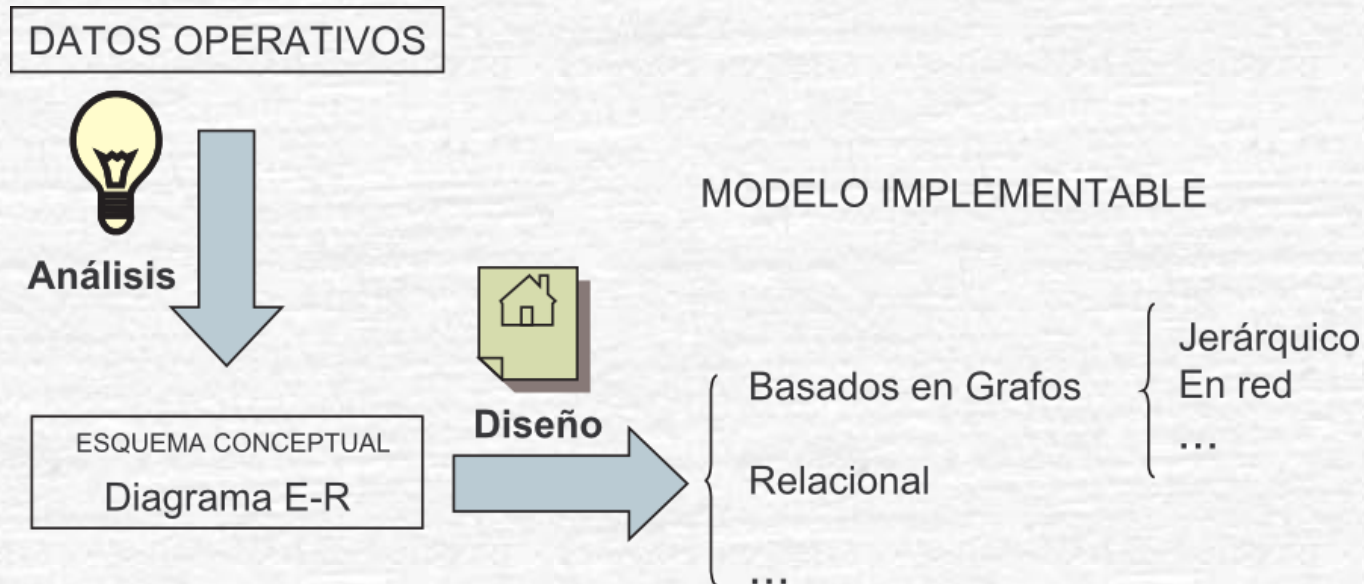 DATOS OPERATIVOS
Análisis
ESQUEMA CONCEPTUAL
Diagrama E-R
Diseño
MODELO IMPLEMENTABLE
Basados en Grafos
Relacional
...
Jerárquico
En red
...